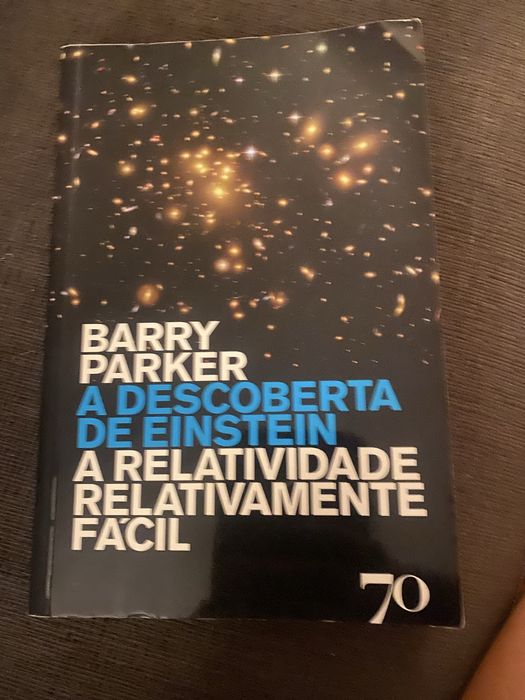 BARRY
PARKER
A DESCOBERTA
DE EINSTEIN
A RELATIVIDADE
RELATIVAMENTE
FÁCIL
70